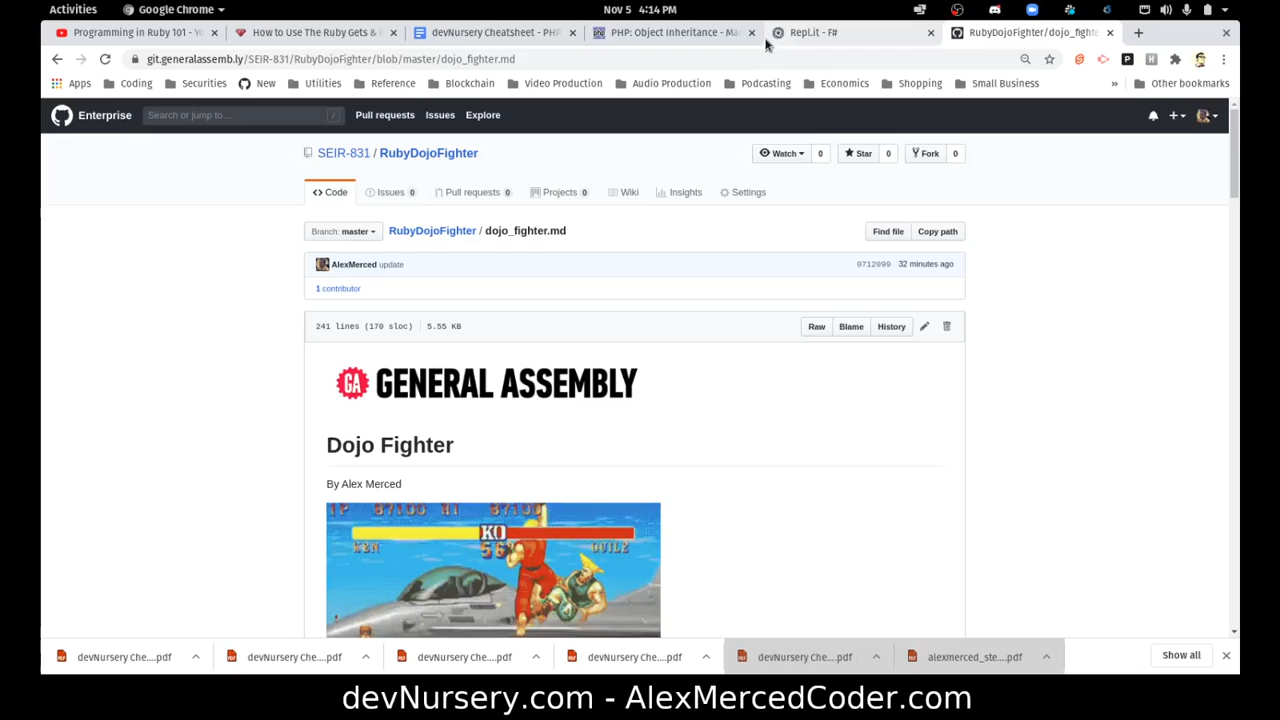 Activities
Google Chrome
Nov 5 4:14 PM
Programming in Ruby 101 - Yo
How to Use The Ruby Gets & R
devNursery Cheatsheet - PHP
PHP: Object Inheritance - Ma
Repl.it - F#
RubyDojoFighter/dojo_fighte
git.generalassemb.ly/SEIR-831/RubyDojoFighter/blob/master/dojo_fighter.md
Apps
Coding
Securities
New
Utilities
Reference
Blockchain
Video Production
Audio Production
Podcasting
Economics
Shopping
Small Business
»
Other bookmarks
Enterprise
Search or jump to...
/
Pull requests
Issues
Explore
SEIR-831 / RubyDojoFighter
Watch 0
Star 0
Fork 0
<> Code
Issues 0
Pull requests 0
Projects 0
Wiki
Insights
Settings
Branch: master
RubyDojoFighter / dojo_fighter.md
Find file
Copy path
AlexMerced update
0712099 32 minutes ago
1 contributor
241 lines (170 sloc) 5.55 KB
Raw
Blame
History
GA GENERAL ASSEMBLY
Dojo Fighter
By Alex Merced
KO
KEN
GUILE
devNursery Che....pdf
devNursery Che....pdf
devNursery Che....pdf
devNursery Che....pdf
devNursery Che....pdf
alexmerced_ste....pdf
Show all
devNursery.com - AlexMercedCoder.com